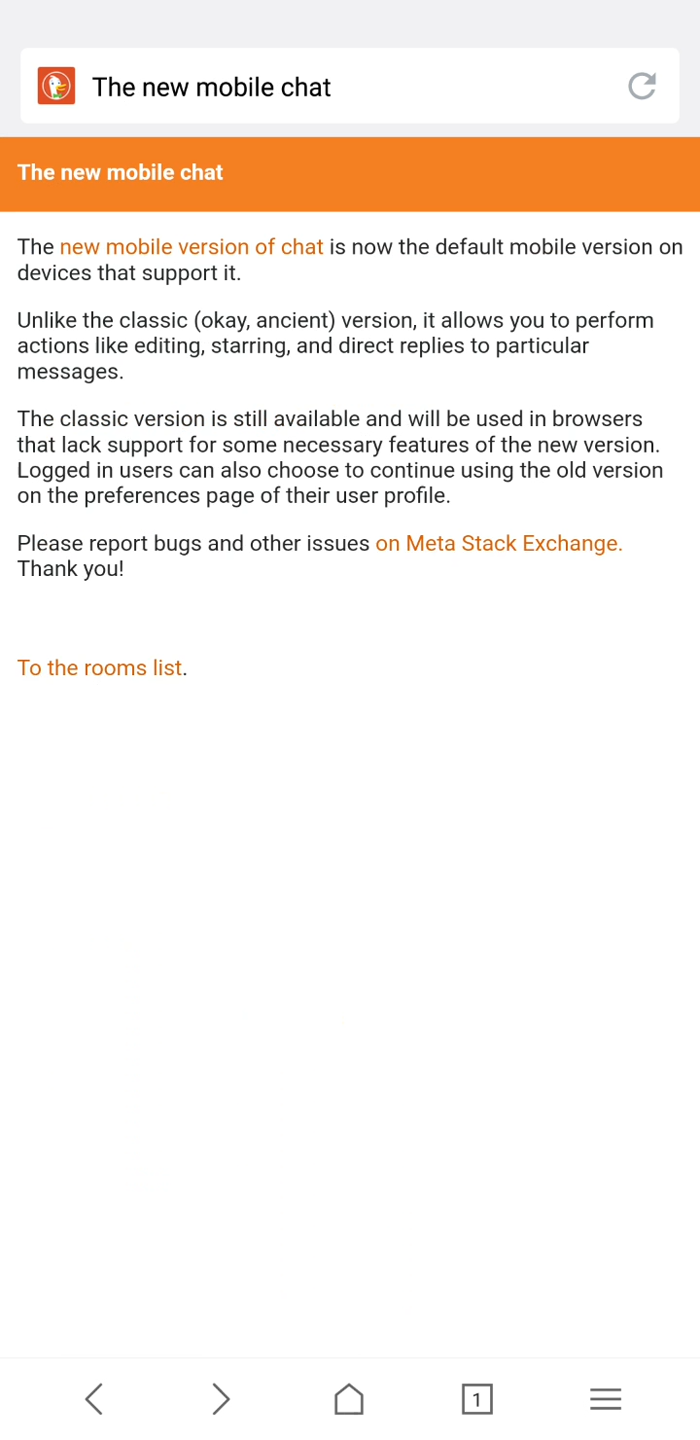 The new mobile chat
The new mobile chat
The new mobile version of chat is now the default mobile version on
devices that support it.
Unlike the classic (okay, ancient) version, it allows you to perform
actions like editing, starring, and direct replies to particular
messages.
The classic version is still available and will be used in browsers
that lack support for some necessary features of the new version.
Logged in users can also choose to continue using the old version
on the preferences page of their user profile.
Please report bugs and other issues on Meta Stack Exchange.
Thank you!
To the rooms list.
1